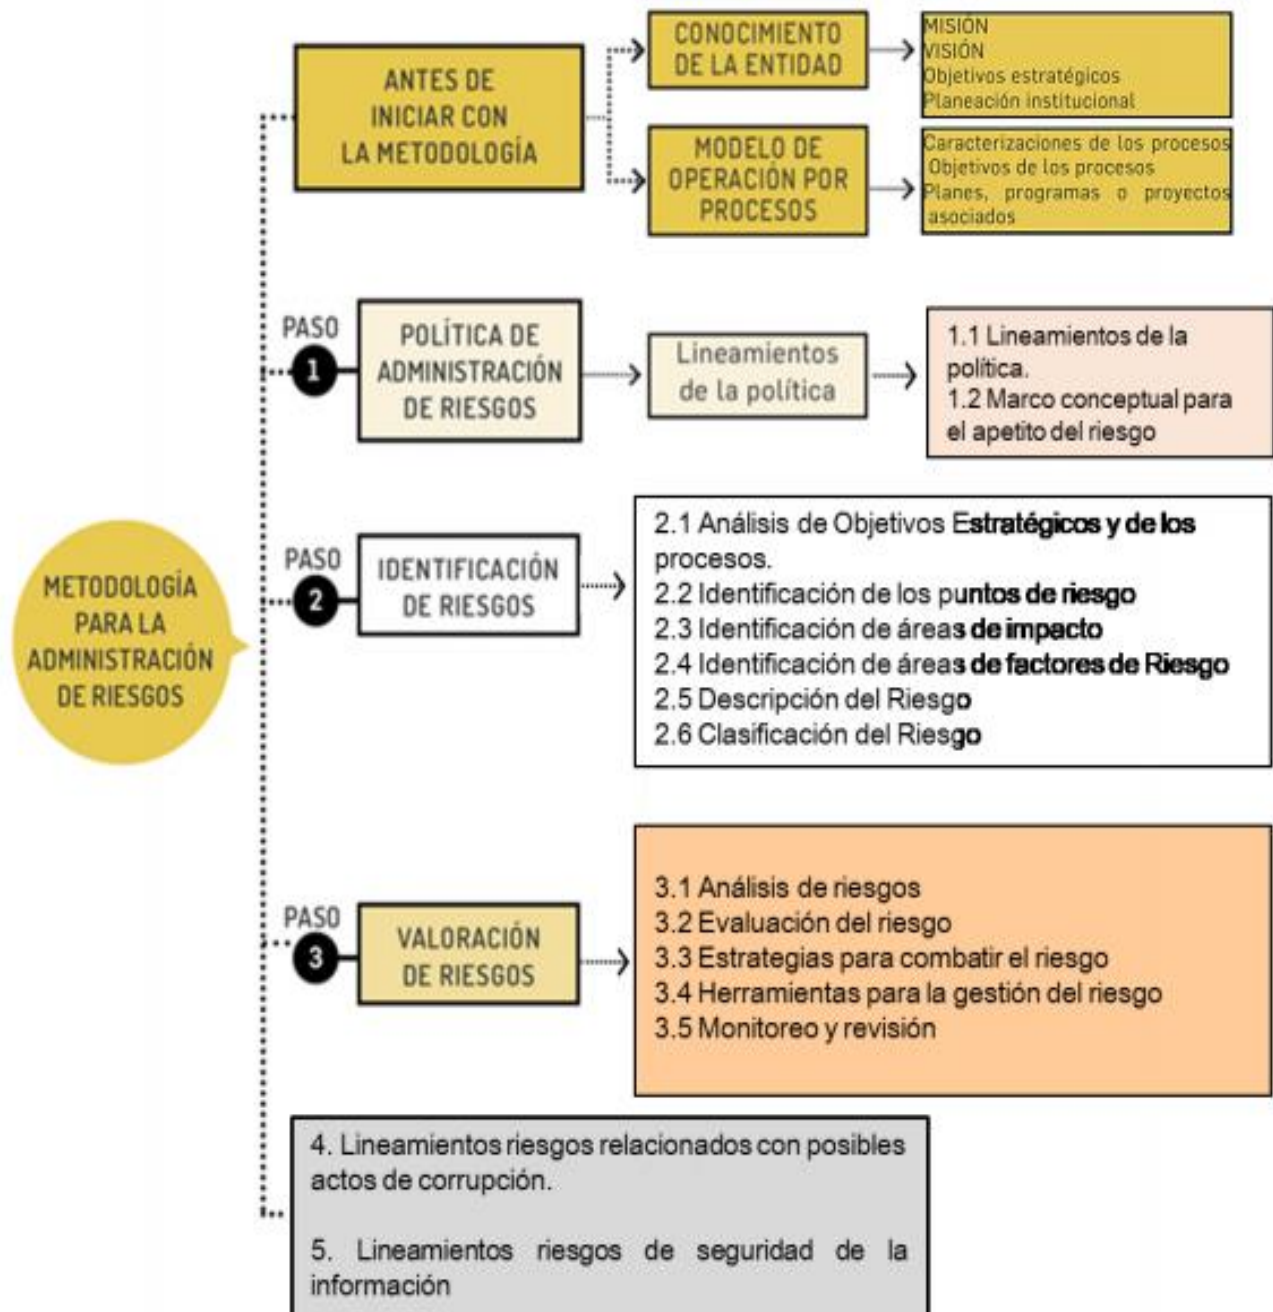 ANTES DE
INICIAR CON
LA METODOLOGÍA
CONOCIMIENTO
DE LA ENTIDAD
MISIÓN
VISIÓN
Objetivos estratégicos
Planeación institucional
MODELO DE
OPERACIÓN POR
PROCESOS
Caracterizaciones de los procesos
Objetivos de los procesos
Planes, programas o proyectos
asociados
PASO
1
POLÍTICA DE
ADMINISTRACIÓN
DE RIESGOS
Lineamientos
de la política
1.1 Lineamientos de la
política.
1.2 Marco conceptual para
el apetito del riesgo
METODOLOGÍA
PARA LA
ADMINISTRACIÓN
DE RIESGOS
PASO
2
IDENTIFICACIÓN
DE RIESGOS
2.1 Análisis de Objetivos Estratégicos y de los
procesos.
2.2 Identificación de los puntos de riesgo
2.3 Identificación de áreas de impacto
2.4 Identificación de áreas de factores de Riesgo
2.5 Descripción del Riesgo
2.6 Clasificación del Riesgo
PASO
3
VALORACIÓN
DE RIESGOS
3.1 Análisis de riesgos
3.2 Evaluación del riesgo
3.3 Estrategias para combatir el riesgo
3.4 Herramientas para la gestión del riesgo
3.5 Monitoreo y revisión
4. Lineamientos riesgos relacionados con posibles
actos de corrupción.
5. Lineamientos riesgos de seguridad de la
información